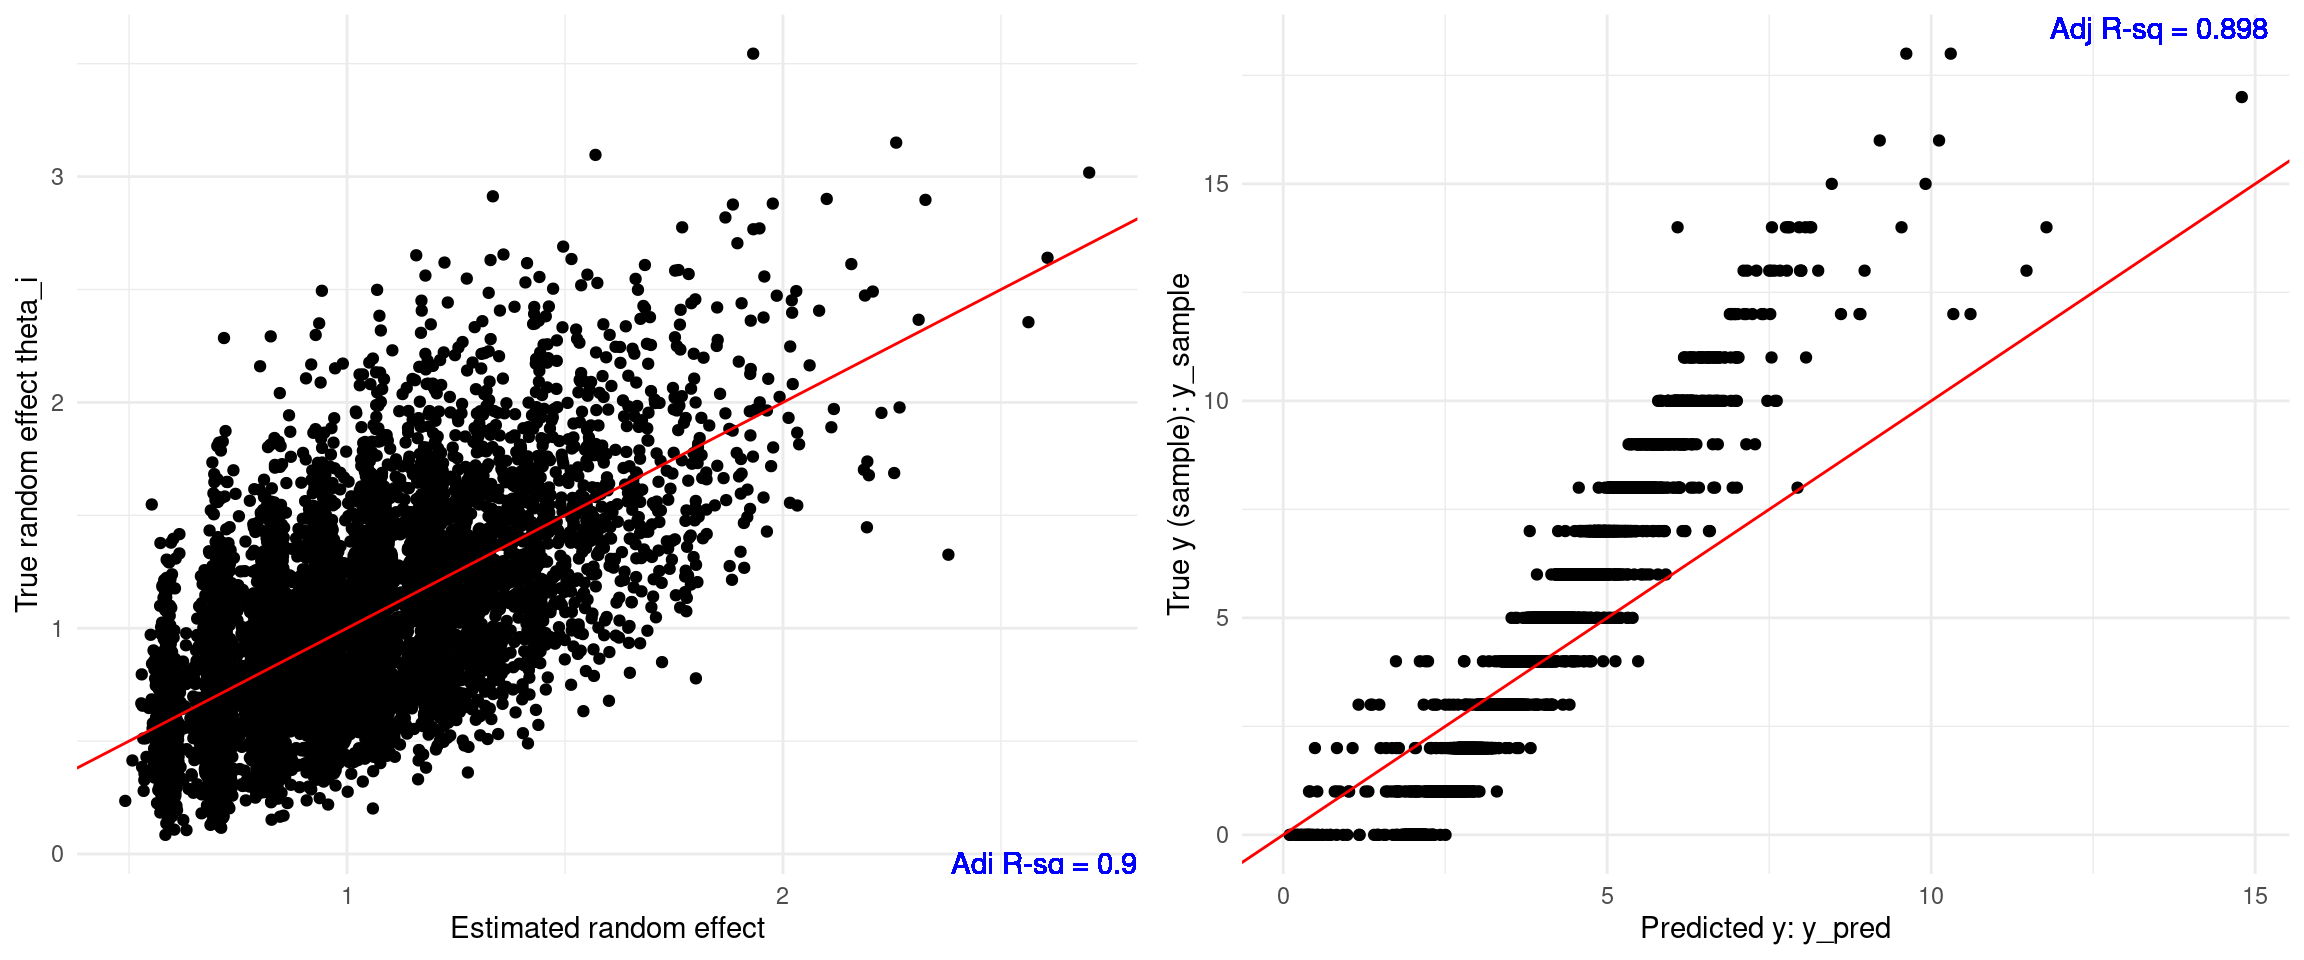 True random effect theta_i
3
2
1
0
1
2
Estimated random effect
Adj R-sq = 0.9
True y (sample): y_sample
15
10
5
0
0
5
10
15
Predicted y: y_pred
Adj R-sq = 0.898